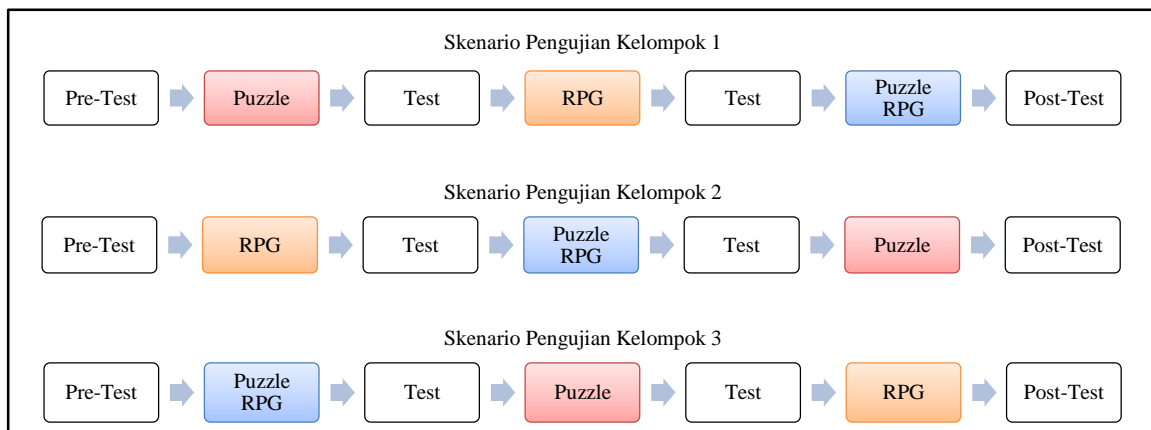 Skenario Pengujian Kelompok 1
Pre-Test
Puzzle
Test
RPG
Test
Puzzle
RPG
Post-Test
Skenario Pengujian Kelompok 2
Pre-Test
RPG
Test
Puzzle
RPG
Test
Puzzle
Post-Test
Skenario Pengujian Kelompok 3
Pre-Test
Puzzle
RPG
Test
Puzzle
Test
RPG
Post-Test